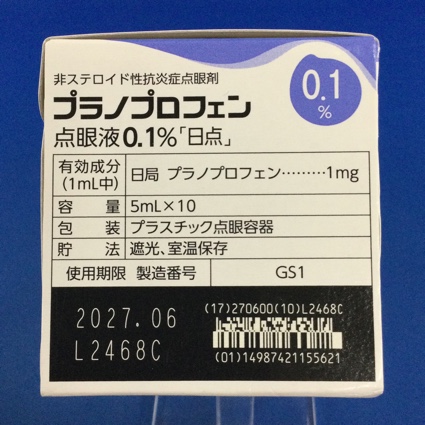 非ステロイド性抗炎症点眼剤
プラノプロフェン
点眼液0.1%「日点」
0.1
%
有効成分
(1mL中)
日局 プラノプロフェン………1mg
容量 5mL×10
包装 プラスチック点眼容器
貯法 遮光、室温保存
使用期限 製造番号 GS1
2027.06
L2468C
(17)270600(10)L2468C
(01)14987421155621